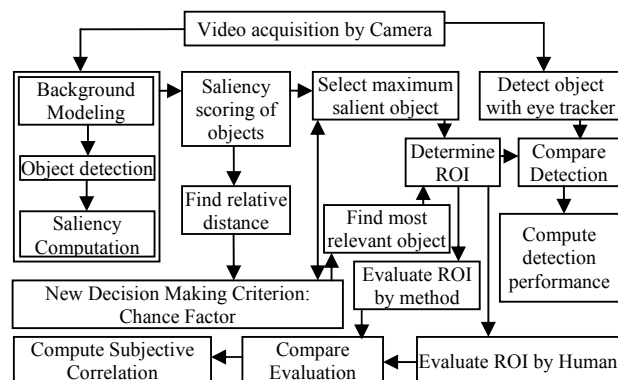 Video acquisition by Camera
Background
Modeling
Object detection
Saliency
Computation
Saliency
scoring of
objects
Find relative
distance
Select maximum
salient object
Detect object
with eye tracker
Determine
ROI
Compare
Detection
Find most
relevant object
Compute
detection
performance
Evaluate ROI
by method
New Decision Making Criterion:
Chance Factor
Compute Subjective
Correlation
Compare
Evaluation
Evaluate ROI by Human